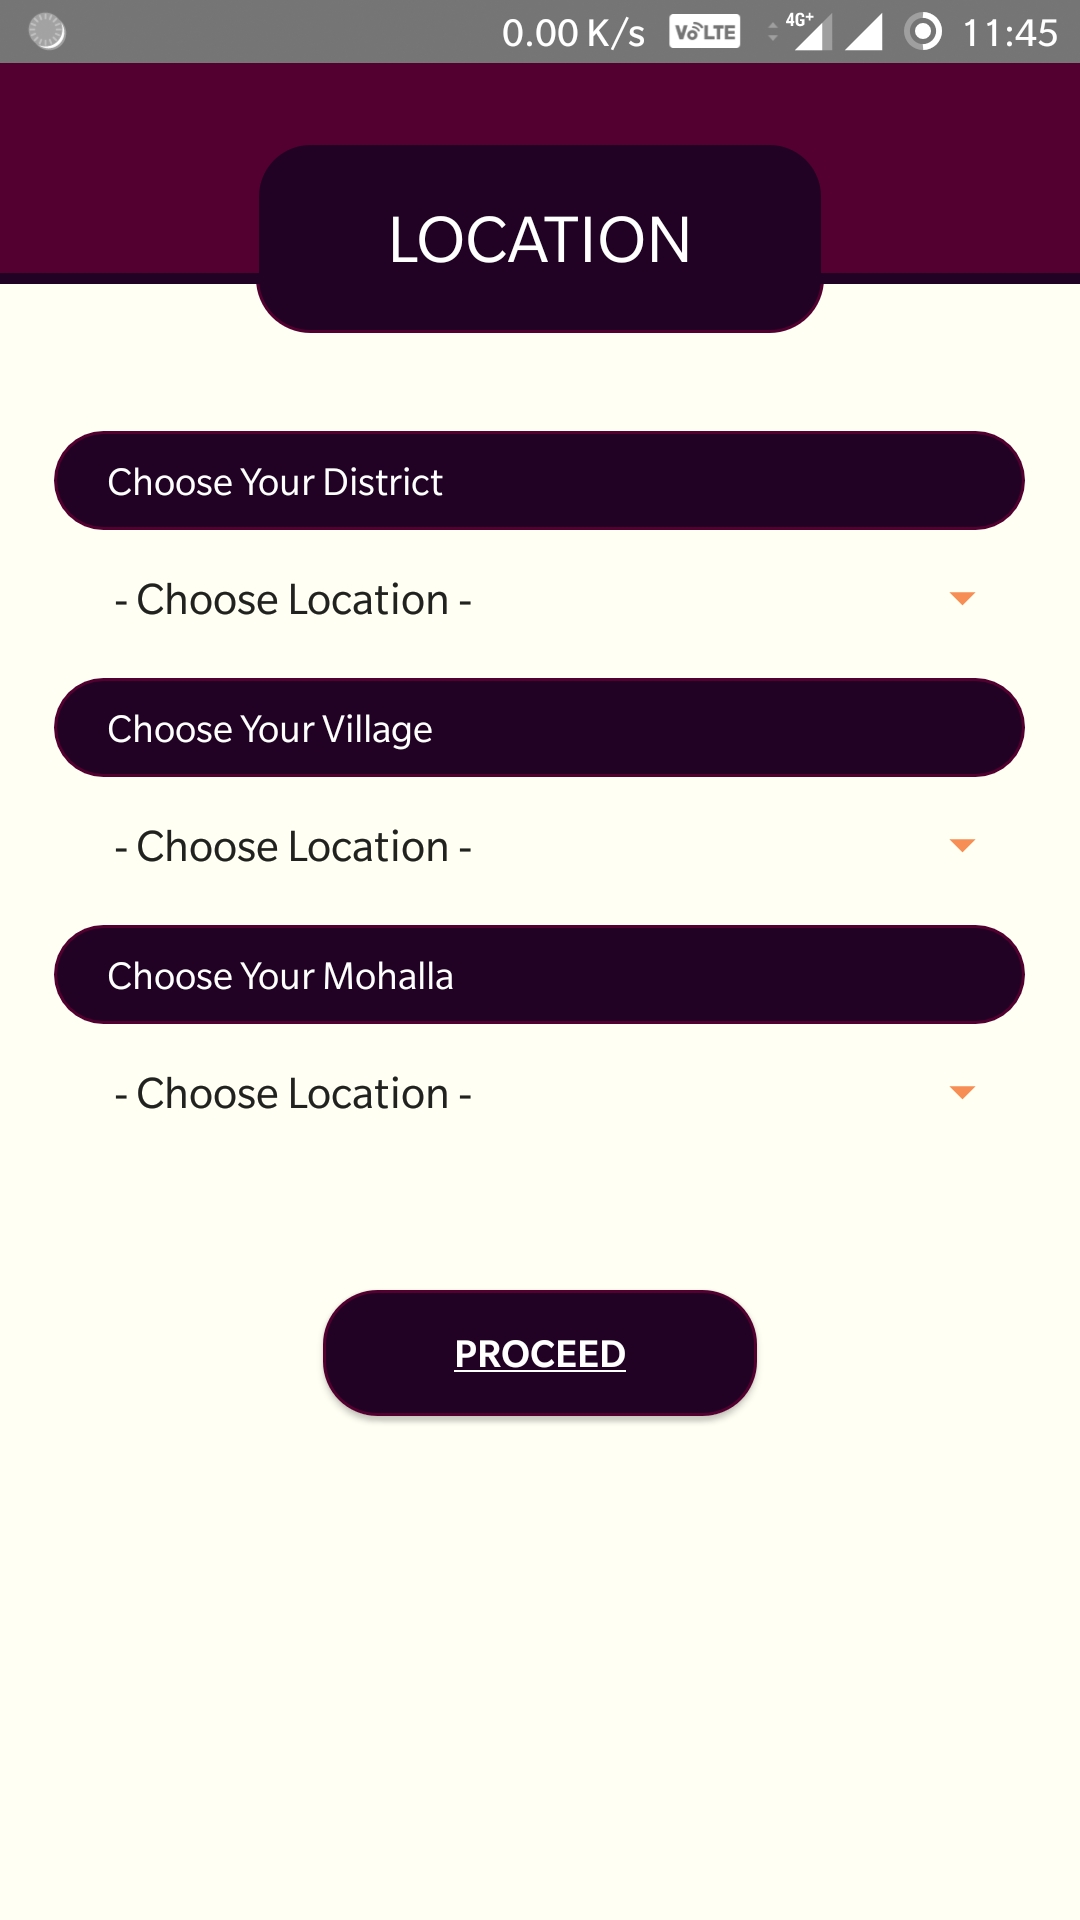 0.00 K/s VoLTE 4G+ 11:45
LOCATION
Choose Your District
- Choose Location -
Choose Your Village
- Choose Location -
Choose Your Mohalla
- Choose Location -
PROCEED